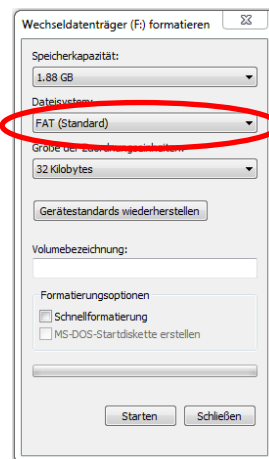 Wechseldatenträger (F:) formatieren
Speicherkapazität:
1.88 GB
Dateisystem:
FAT (Standard)
Größe der Zuordnungseinheiten:
32 Kilobytes
Gerätestandards wiederherstellen
Volumebezeichnung:
Formatierungsoptionen
Schnellformatierung
MS-DOS-Startdiskette erstellen
Starten Schließen